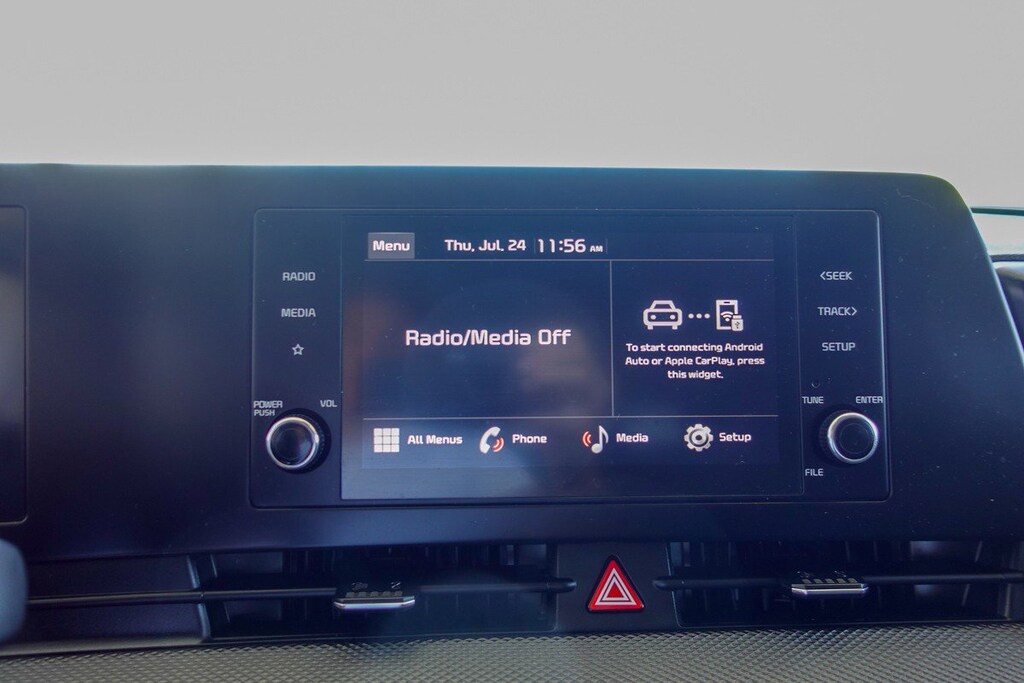 Menu
Thu, Jul. 24 11:56 AM
RADIO
MEDIA
POWER
PUSH
VOL
Radio/Media Off
To start connecting Android
Auto or Apple CarPlay, press
this widget.
All Menus
Phone
Media
Setup
<SEEK
TRACK>
SETUP
TUNE
ENTER
FILE